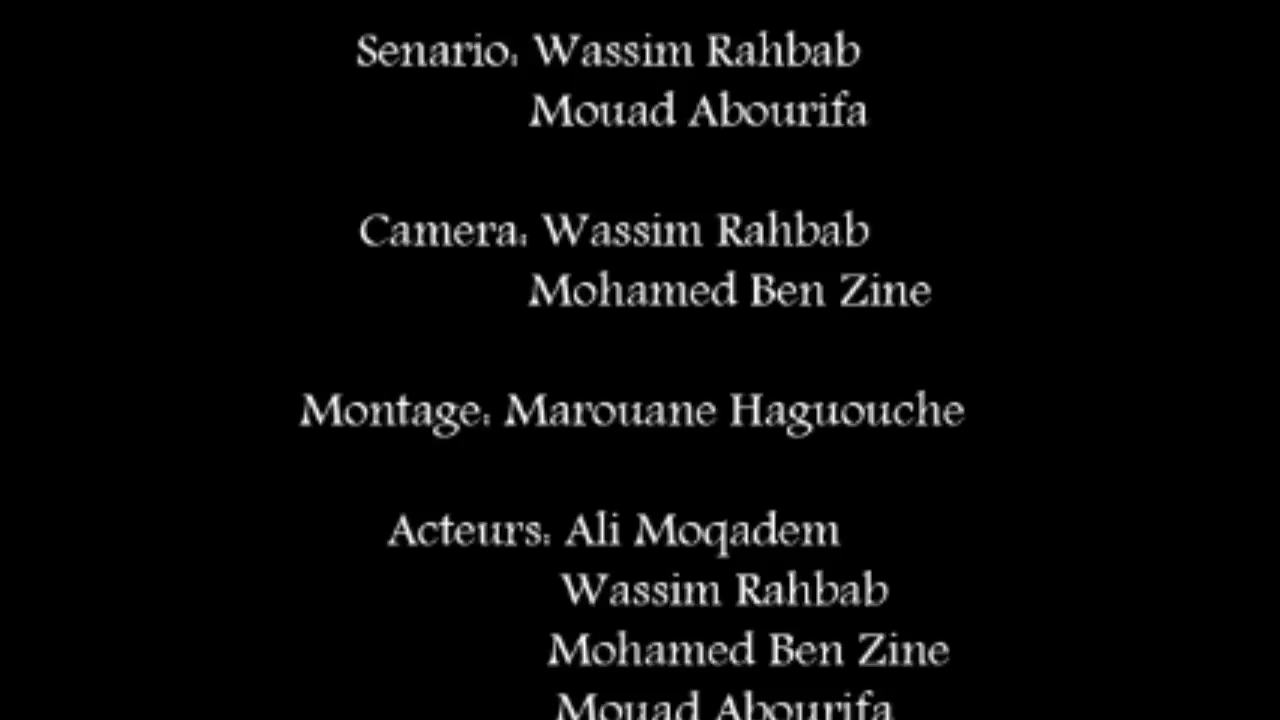 Senario: Wassim Rahbab
Mouad Abourifa
Camera: Wassim Rahbab
Mohamed Ben Zine
Montage: Marouane Haguouche
Acteurs: Ali Moqadem
Wassim Rahbab
Mohamed Ben Zine
Mouad Abourifa